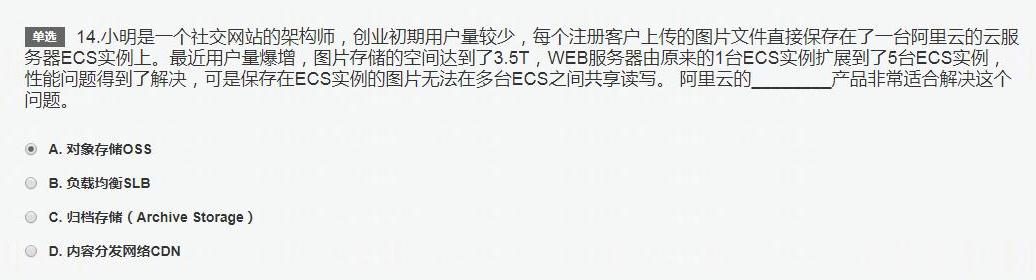 单选 14.小明是一个社交网站的架构师，创业初期用户量较少，每个注册客户上传的图片文件直接保存在了一台阿里云的云服
务器ECS实例上。最近用户量爆增，图片存储的空间达到了3.5T，WEB服务器由原来的1台ECS实例扩展到了5台ECS实例，
性能问题得到了解决，可是保存在ECS实例的图片无法在多台ECS之间共享读写。 阿里云的________产品非常适合解决这个
问题。
A. 对象存储OSS
B. 负载均衡SLB
C. 归档存储（Archive Storage）
D. 内容分发网络CDN